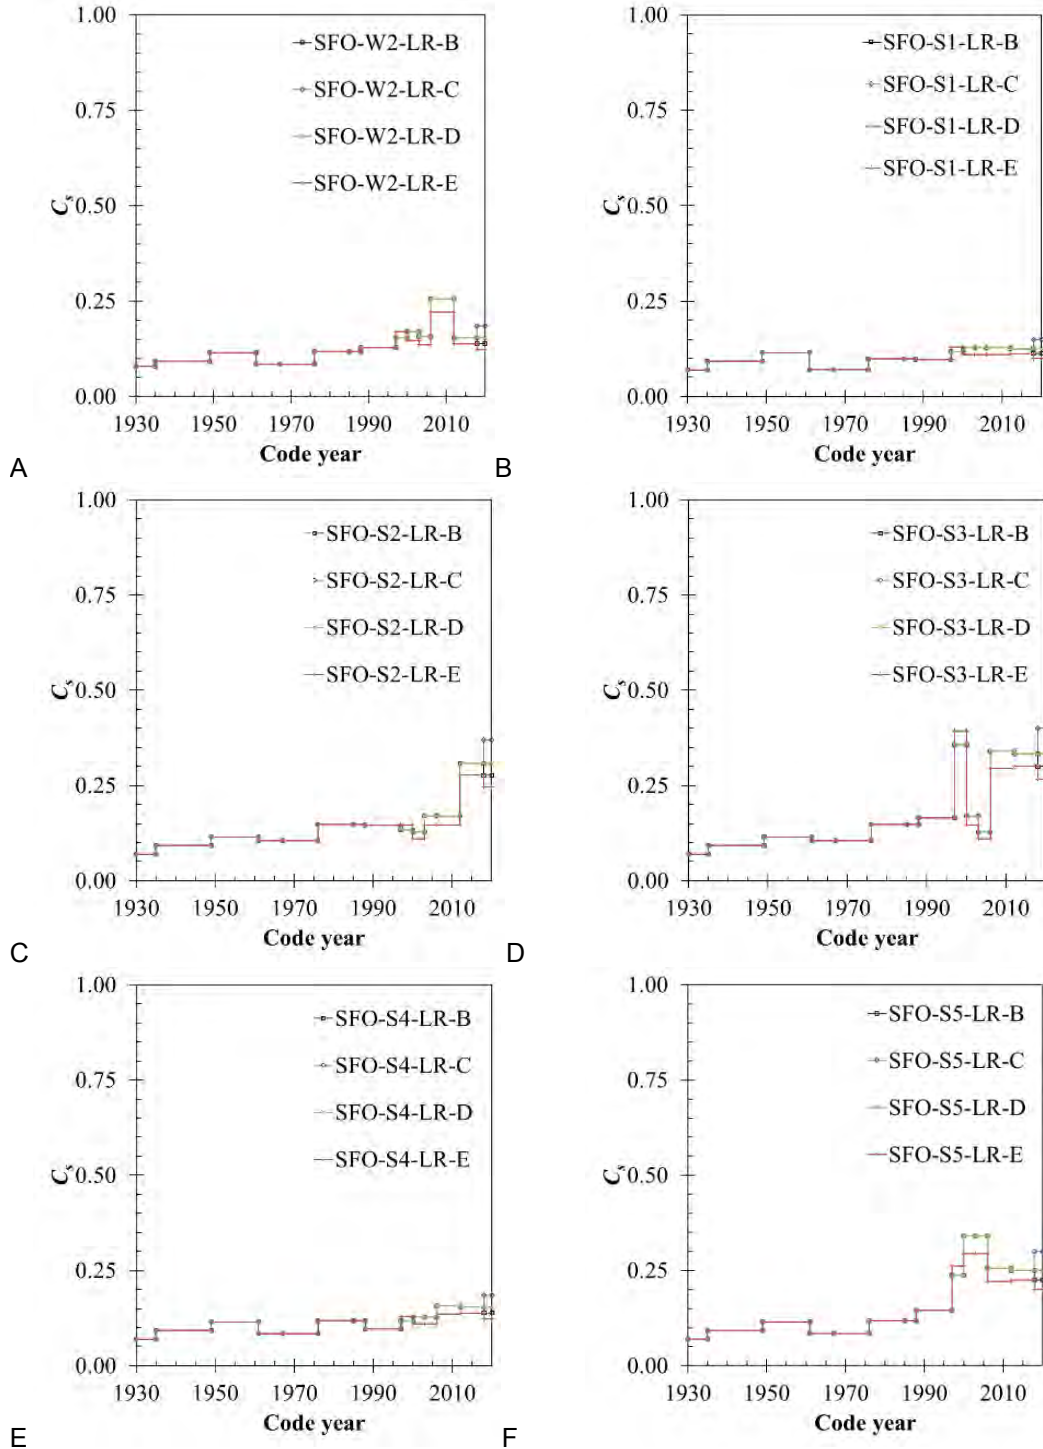 1.00
0.75
0.50
0.25
0.00
Cs
SFO-W2-LR-B
SFO-W2-LR-C
SFO-W2-LR-D
SFO-W2-LR-E
1930 1950 1970 1990 2010
Code year
A
1.00
0.75
0.50
0.25
0.00
Cs
SFO-S1-LR-B
SFO-S1-LR-C
SFO-S1-LR-D
SFO-S1-LR-E
1930 1950 1970 1990 2010
Code year
B
1.00
0.75
0.50
0.25
0.00
Cs
SFO-S2-LR-B
SFO-S2-LR-C
SFO-S2-LR-D
SFO-S2-LR-E
1930 1950 1970 1990 2010
Code year
C
1.00
0.75
0.50
0.25
0.00
Cs
SFO-S3-LR-B
SFO-S3-LR-C
SFO-S3-LR-D
SFO-S3-LR-E
1930 1950 1970 1990 2010
Code year
D
1.00
0.75
0.50
0.25
0.00
Cs
SFO-S4-LR-B
SFO-S4-LR-C
SFO-S4-LR-D
SFO-S4-LR-E
1930 1950 1970 1990 2010
Code year
E
1.00
0.75
0.50
0.25
0.00
Cs
SFO-S5-LR-B
SFO-S5-LR-C
SFO-S5-LR-D
SFO-S5-LR-E
1930 1950 1970 1990 2010
Code year
F